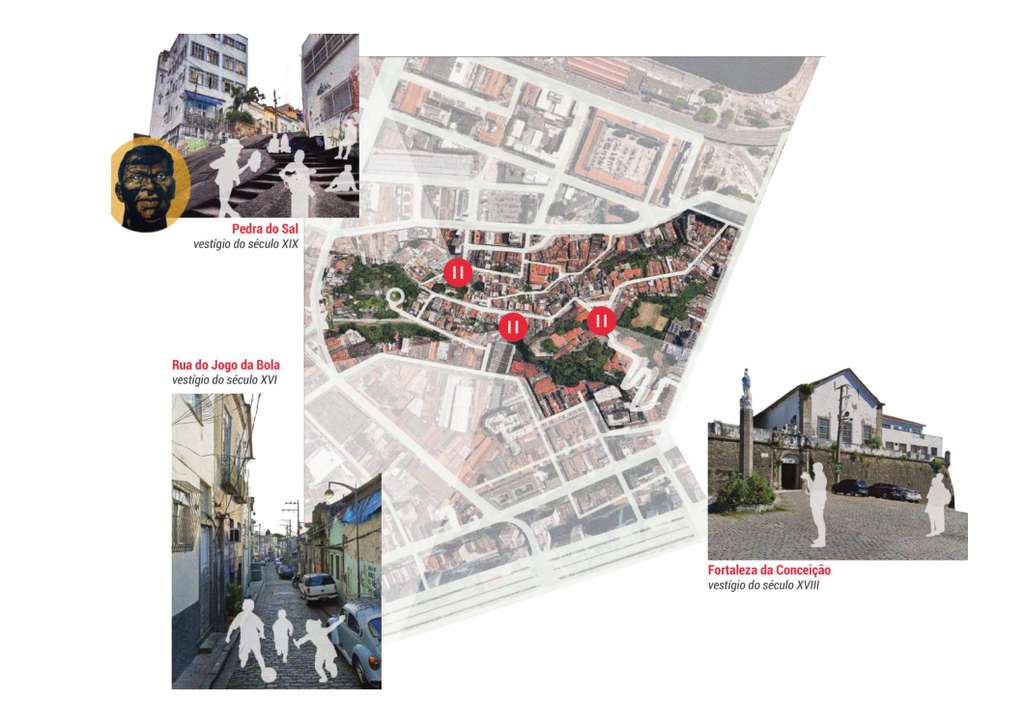 Pedra do Sal
vestígio do século XIX
Rua do Jogo da Bola
vestígio do século XVI
Fortaleza da Conceição
vestígio do século XVIII